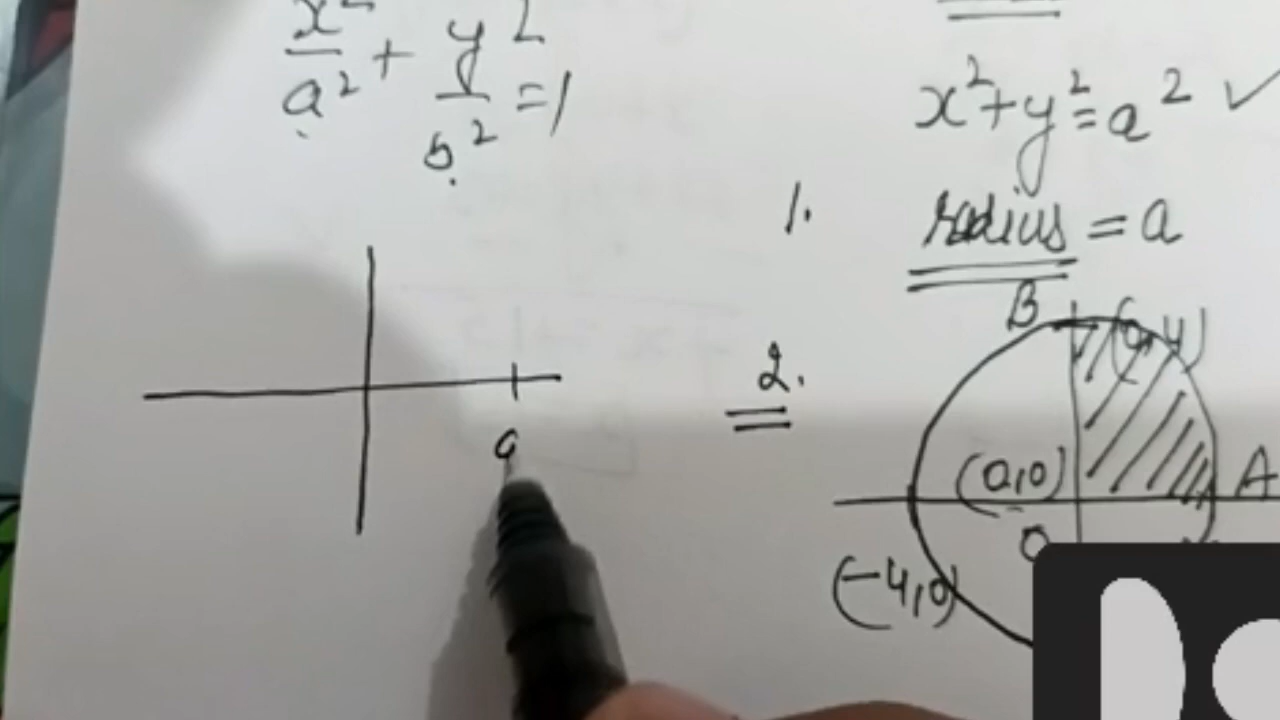 x²/a² + y²/b² = 1
a
x²+y²=a² ✓
1. radius = a
2.
B (0,4)
(0,0) A
O
(-4,0)